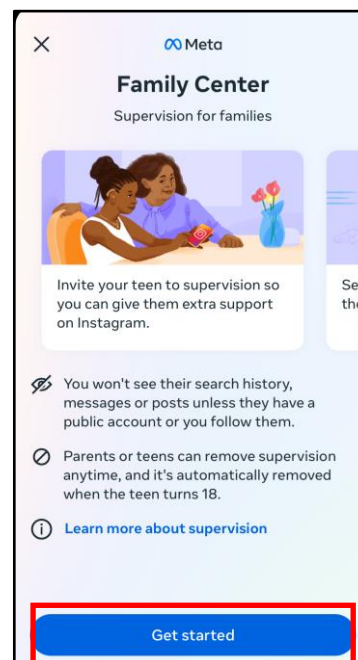 Meta
Family Center
Supervision for families
Invite your teen to supervision so
you can give them extra support
on Instagram.
Se
the
You won't see their search history,
messages or posts unless they have a
public account or you follow them.
Parents or teens can remove supervision
anytime, and it's automatically removed
when the teen turns 18.
Learn more about supervision
Get started